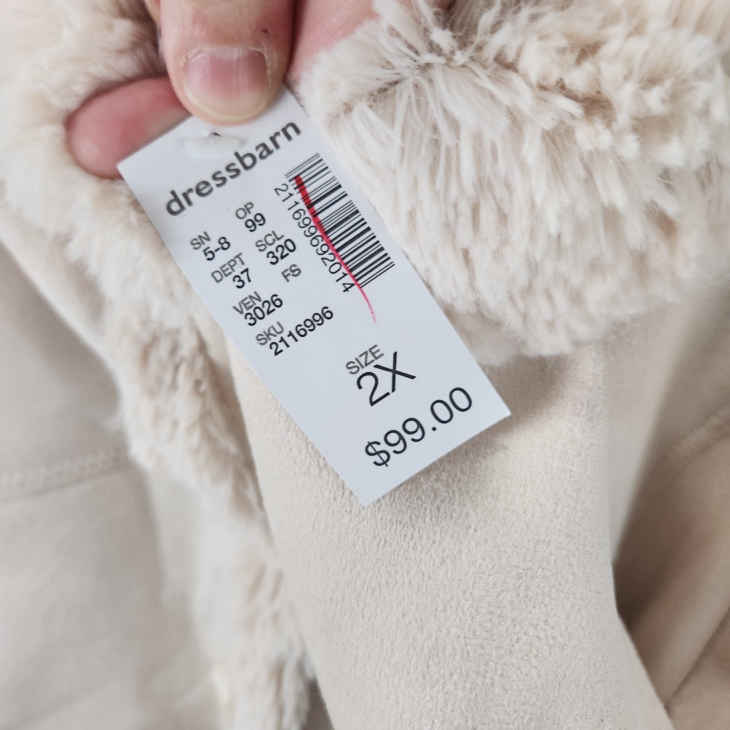 dressbarn
211699692014
SN OP
5-8 99
DEPT SCL
37 320
VEN FS
3026
SKU
2116996
SIZE
2X
$99.00